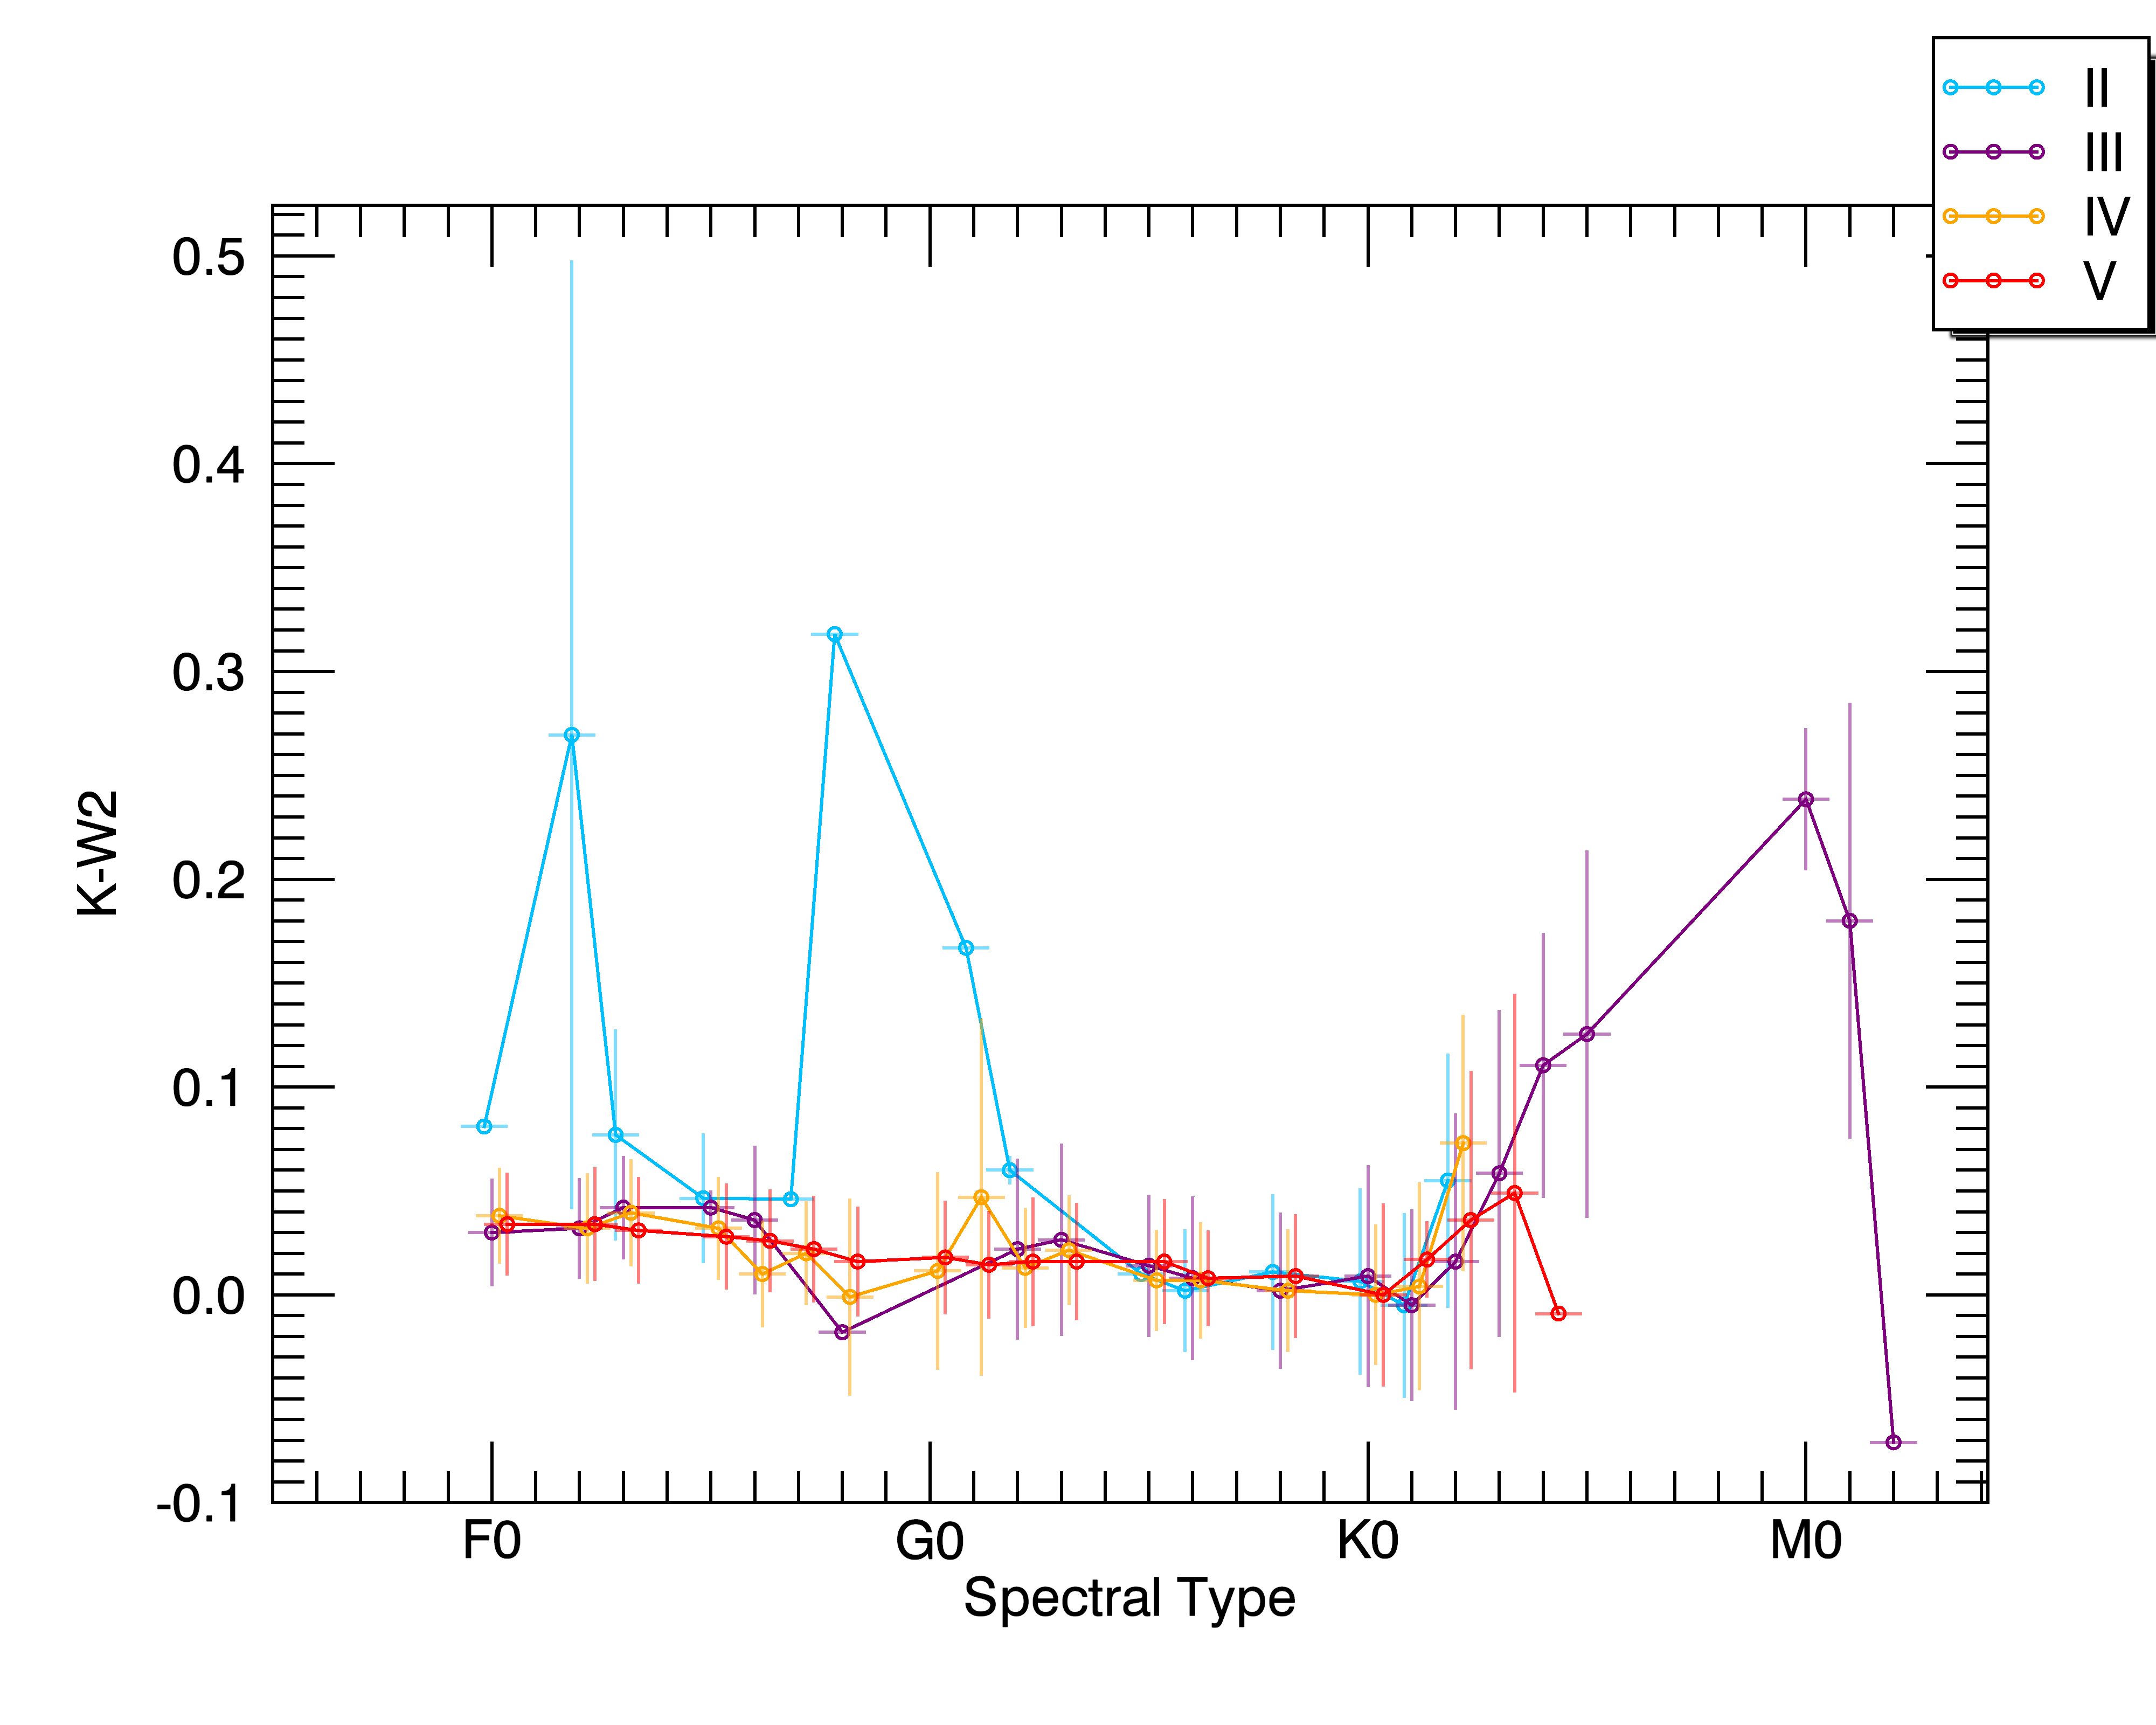 II
III
IV
V
0.5
0.4
0.3
0.2
0.1
0.0
-0.1
K-W2
F0 G0 K0 M0
Spectral Type